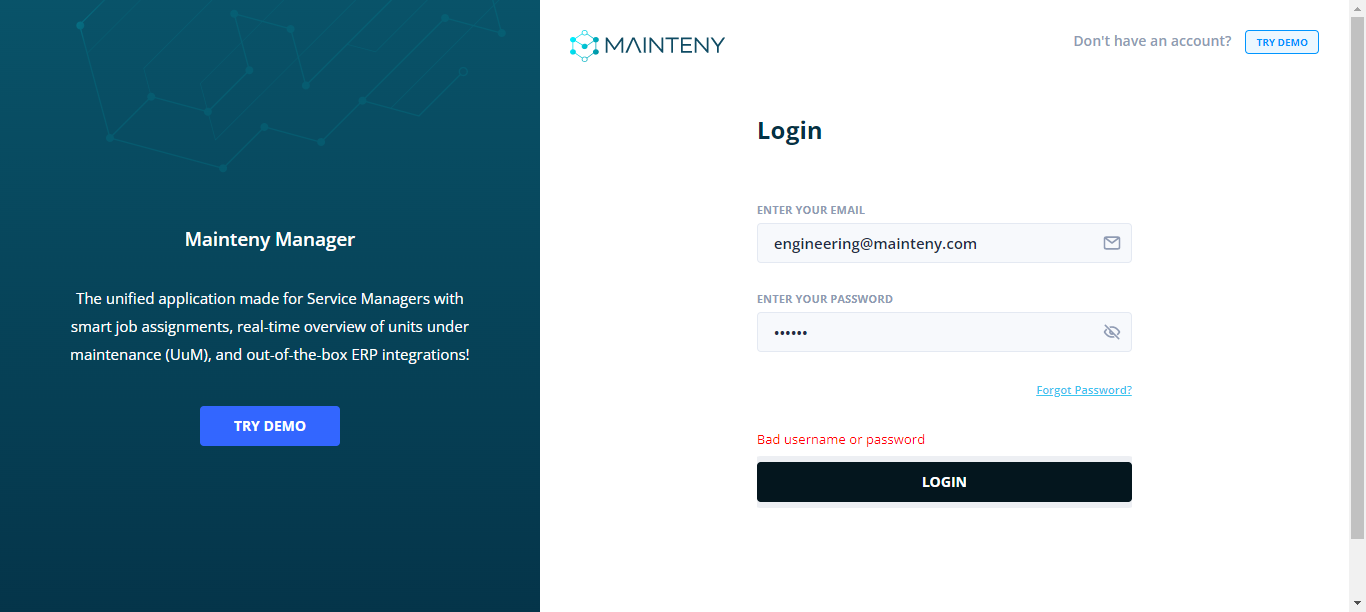 Mainteny Manager
The unified application made for Service Managers with
smart job assignments, real-time overview of units under
maintenance (UuM), and out-of-the-box ERP integrations!
TRY DEMO
MAINTENY
Don't have an account?
TRY DEMO
Login
ENTER YOUR EMAIL
engineering@mainteny.com
ENTER YOUR PASSWORD
••••••
Forgot Password?
Bad username or password
LOGIN